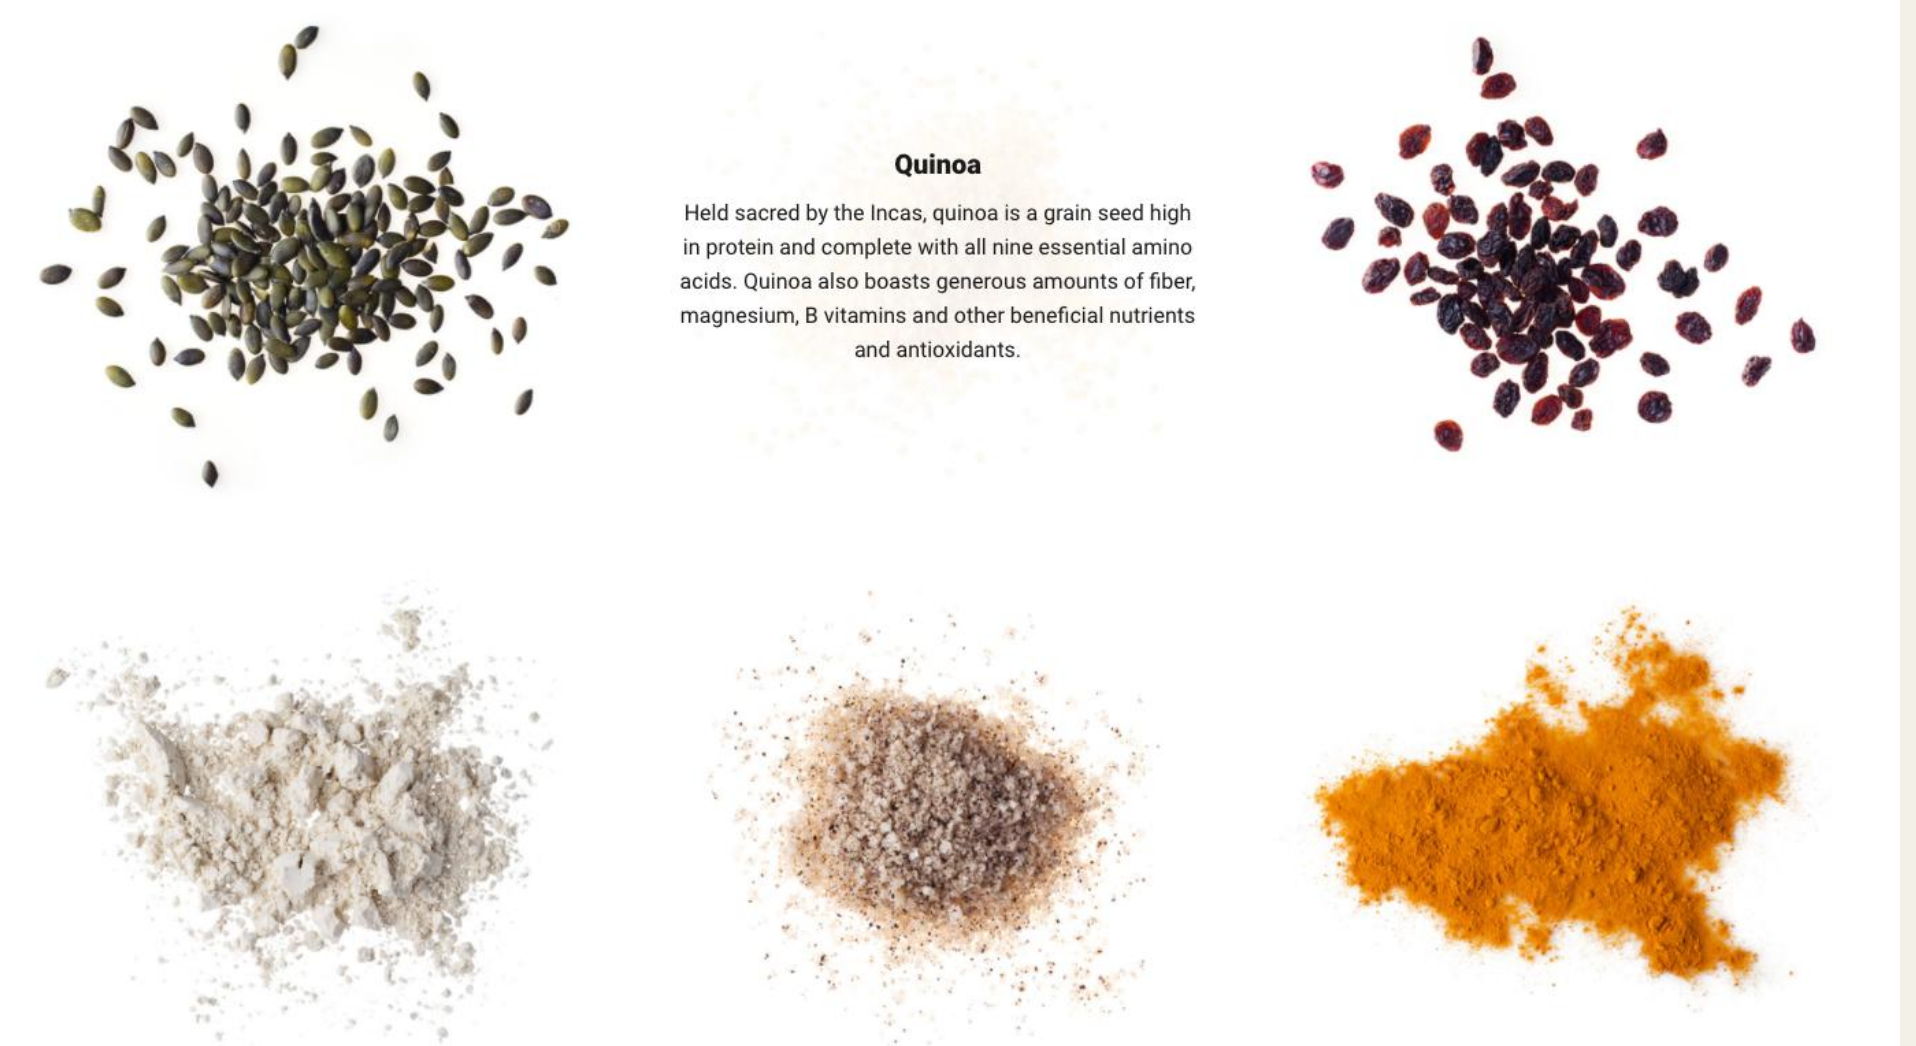 Quinoa
Held sacred by the Incas, quinoa is a grain seed high
in protein and complete with all nine essential amino
acids. Quinoa also boasts generous amounts of fiber,
magnesium, B vitamins and other beneficial nutrients
and antioxidants.